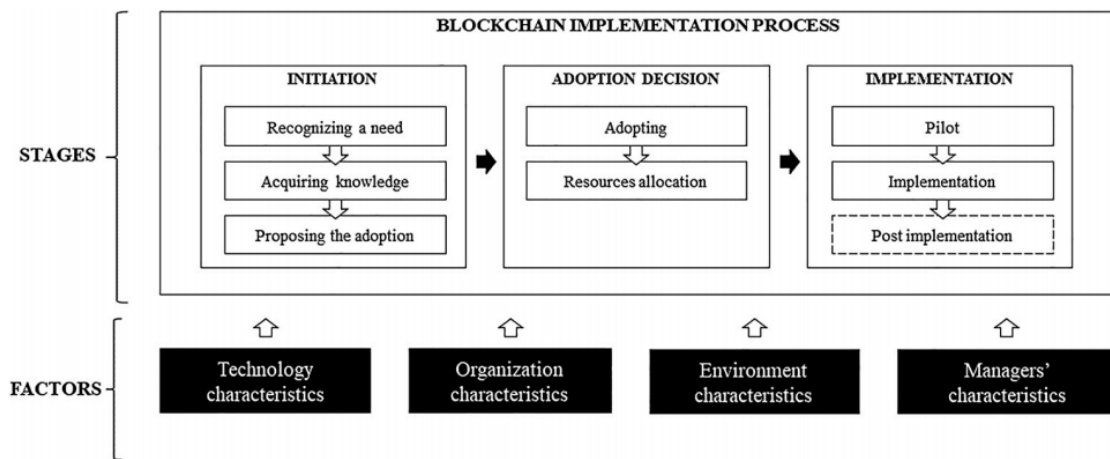 BLOCKCHAIN IMPLEMENTATION PROCESS
INITIATION
Recognizing a need
Acquiring knowledge
Proposing the adoption
ADOPTION DECISION
Adopting
Resources allocation
IMPLEMENTATION
Pilot
Implementation
Post implementation
STAGES
FACTORS
Technology
characteristics
Organization
characteristics
Environment
characteristics
Managers'
characteristics